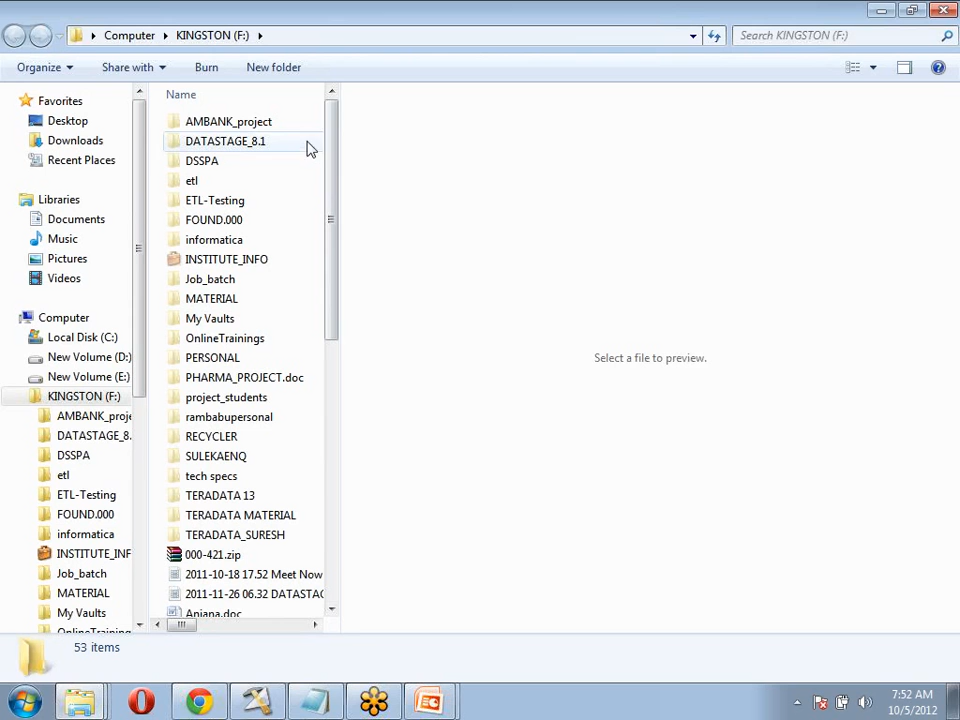 Computer KINGSTON (F:)
Search KINGSTON (F:)
Organize Share with Burn New folder
Favorites
Desktop
Downloads
Recent Places
Libraries
Documents
Music
Pictures
Videos
Computer
Local Disk (C:)
New Volume (D:)
New Volume (E:)
KINGSTON (F:)
AMBANK_proje
DATASTAGE_8.
DSSPA
etl
ETL-Testing
FOUND.000
informatica
INSTITUTE_INF
Job_batch
MATERIAL
My Vaults
OnlineTraining
Name
AMBANK_project
DATASTAGE_8.1
DSSPA
etl
ETL-Testing
FOUND.000
informatica
INSTITUTE_INFO
Job_batch
MATERIAL
My Vaults
OnlineTrainings
PERSONAL
PHARMA_PROJECT.doc
project_students
rambabupersonal
RECYCLER
SULEKAENQ
tech specs
TERADATA 13
TERADATA MATERIAL
TERADATA_SURESH
000-421.zip
2011-10-18 17.52 Meet Now
2011-11-26 06.32 DATASTAG
Anjana.doc
Select a file to preview.
53 items
7:52 AM
10/5/2012